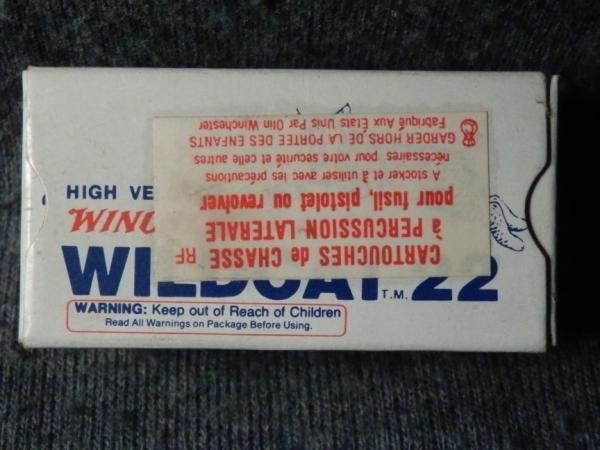 HIGH VE
WINC
WILDCAT T.M. 22
WARNING: Keep out of Reach of Children
Read All Warnings on Package Before Using.
CARTOUCHES de CHASSE RF
à PERCUSSION LATERALE
pour fusil, pistolet ou revolver
A stocker et à utiliser avec les précautions
nécessaires pour votre securité et celle autres
GARDER HORS DE LA PORTEE DES ENFANTS
Fabriqué Aux États Unis Par Olin Winchester